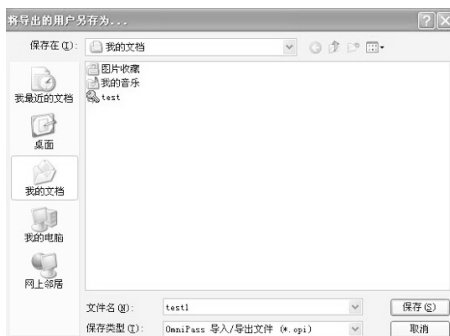 将导出的用户另存为...
保存在(I): 我的文档
图片收藏
我的音乐
test
我最近的文档
桌面
我的文档
我的电脑
网上邻居
文件名(N): test1 保存(S)
保存类型(T): OmniPass 导入/导出文件 (*.opi) 取消